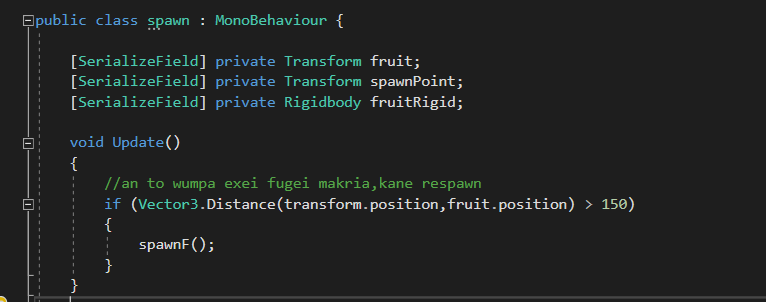 public class spawn : MonoBehaviour {
[SerializeField] private Transform fruit;
[SerializeField] private Transform spawnPoint;
[SerializeField] private Rigidbody fruitRigid;
void Update()
{
//an to wumpa exei fugei makria,kane respawn
if (Vector3.Distance(transform.position,fruit.position) > 150)
{
spawnF();
}
}